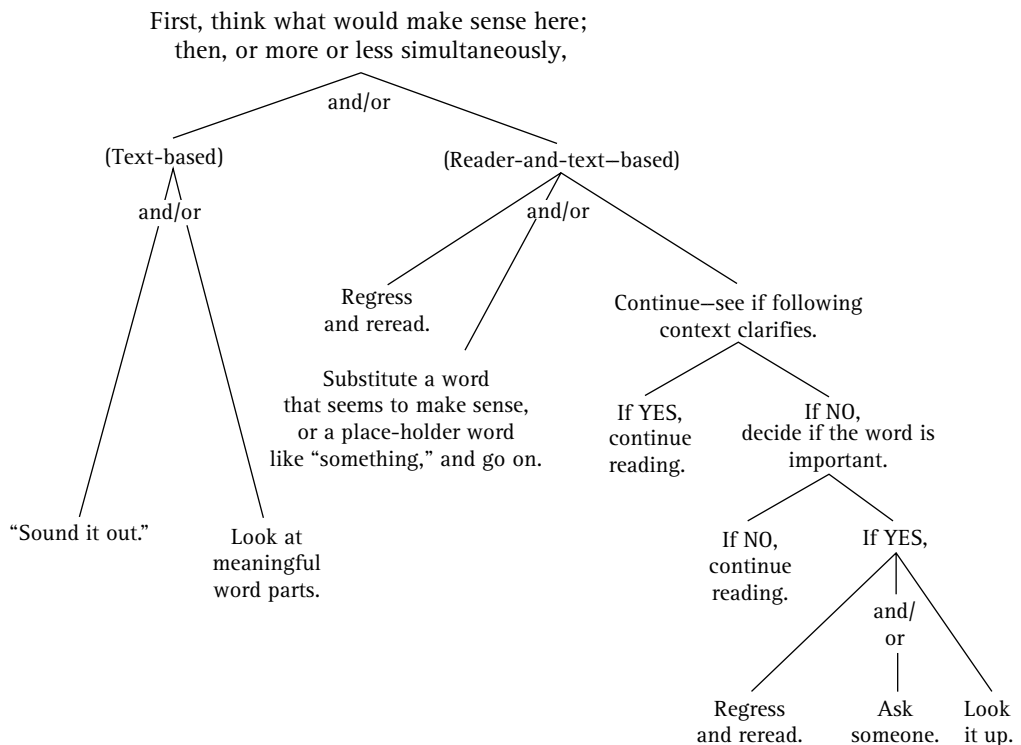 First, think what would make sense here;
then, or more or less simultaneously,
and/or
(Text-based)
(Reader-and-text–based)
and/or
and/or
Regress
and reread.
Continue—see if following
context clarifies.
Substitute a word
that seems to make sense,
or a place-holder word
like “something,” and go on.
If YES,
continue
reading.
If NO,
decide if the word is
important.
“Sound it out.”
Look at
meaningful
word parts.
If NO,
continue
reading.
If YES,
and/
or
Regress
and reread.
Ask
someone.
Look
it up.